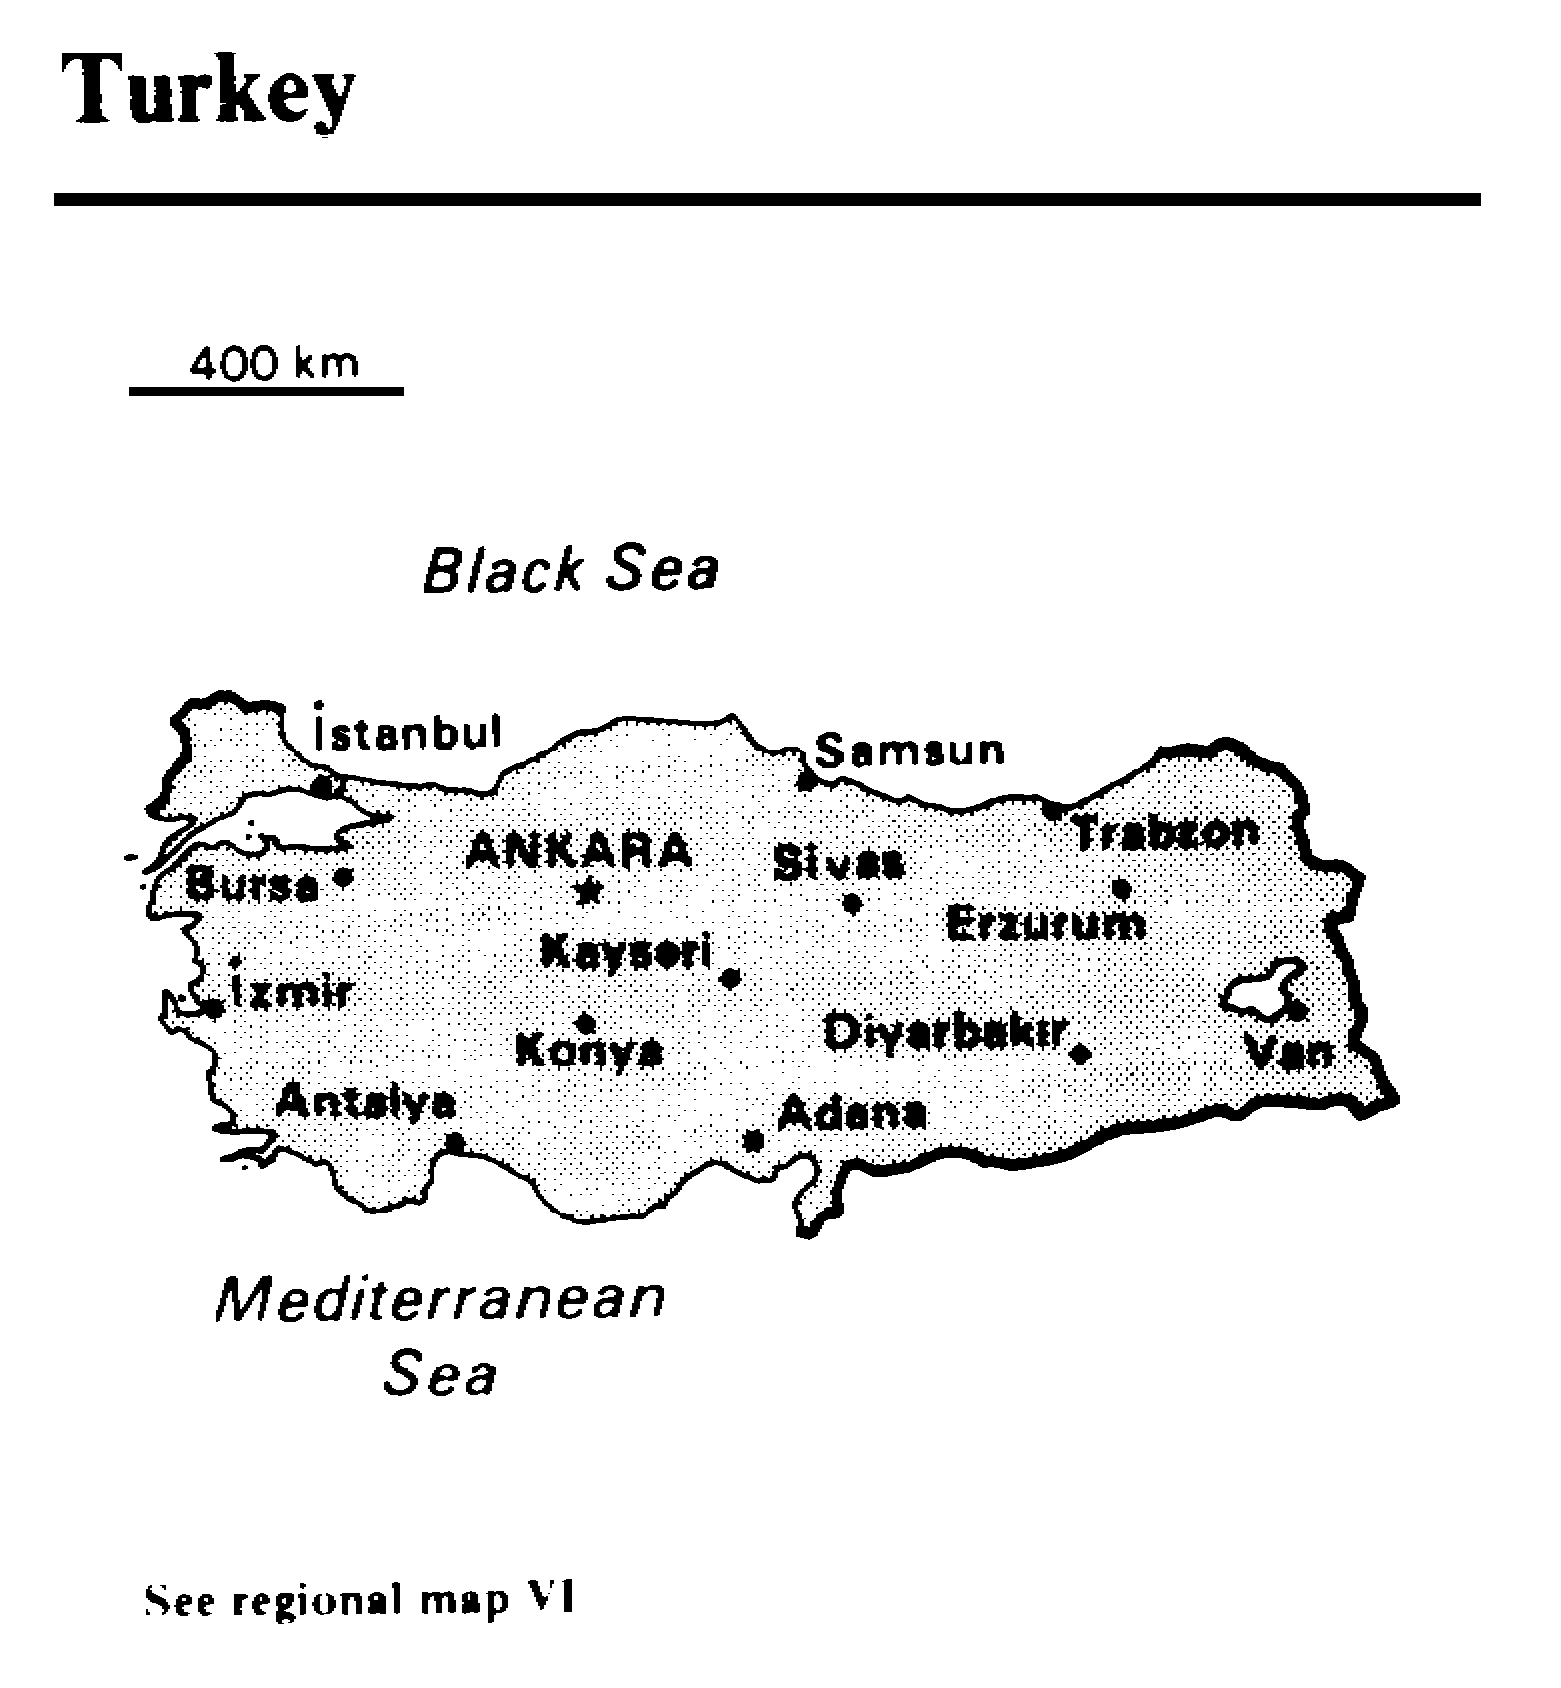 Turkey
400 km
Black Sea
İstanbul
Samsun
Trabzon
ANKARA
Sivas
Bursa
Erzurum
Kayseri
İzmir
Diyarbakır
Konya
Van
Antalya
Adana
Mediterranean
Sea
See regional map VI